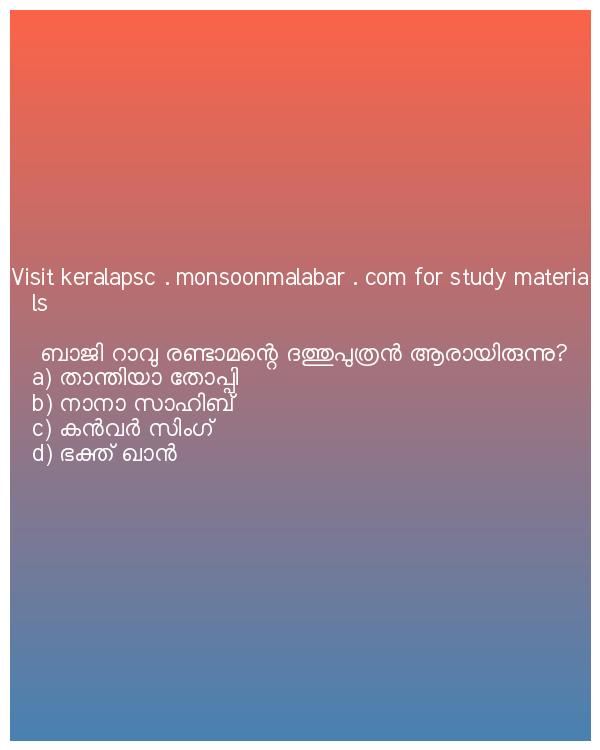 Visit keralapsc . monsoonmalabar . com for study materia
ls
ബാജി റാവു രണ്ടാമന്റെ ദത്തുപുത്രൻ ആരായിരുന്നു?
a) താന്തിയാ തോപ്പി
b) നാനാ സാഹിബ്
c) കൻവർ സിംഗ്
d) ഭക്ത് ഖാൻ